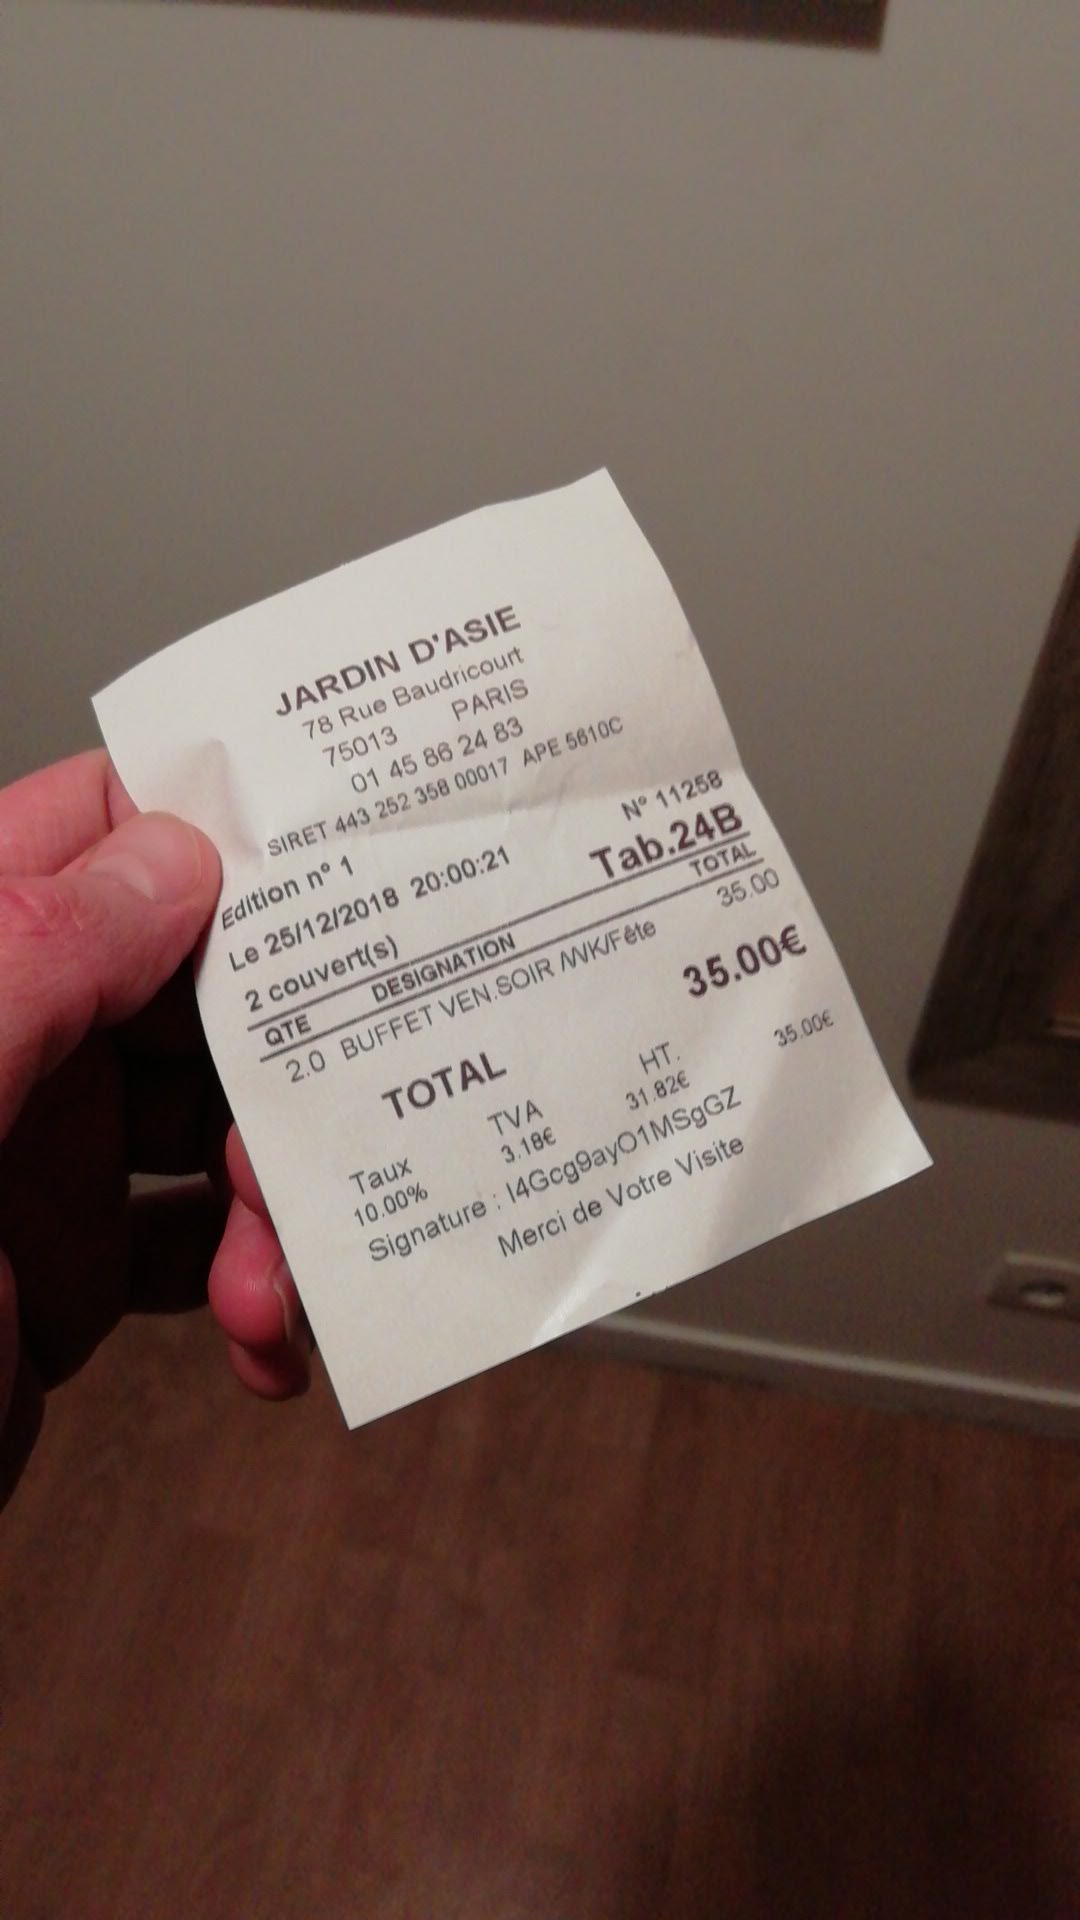 JARDIN D'ASIE
78 Rue Baudricourt
75013 PARIS
01 45 86 24 83
SIRET 443 252 358 00017 APE 5610C
Edition n° 1 N° 11258
Le 25/12/2018 20:00:21
2 couvert(s) Tab.24B
QTE DESIGNATION TOTAL
2.0 BUFFET VEN.SOIR /WK/Fête 35.00
TOTAL 35.00€
Taux TVA HT.
10.00% 3.18€ 31.82€ 35.00€
Signature : I4Gcg9ayO1MSgGZ
Merci de Votre Visite